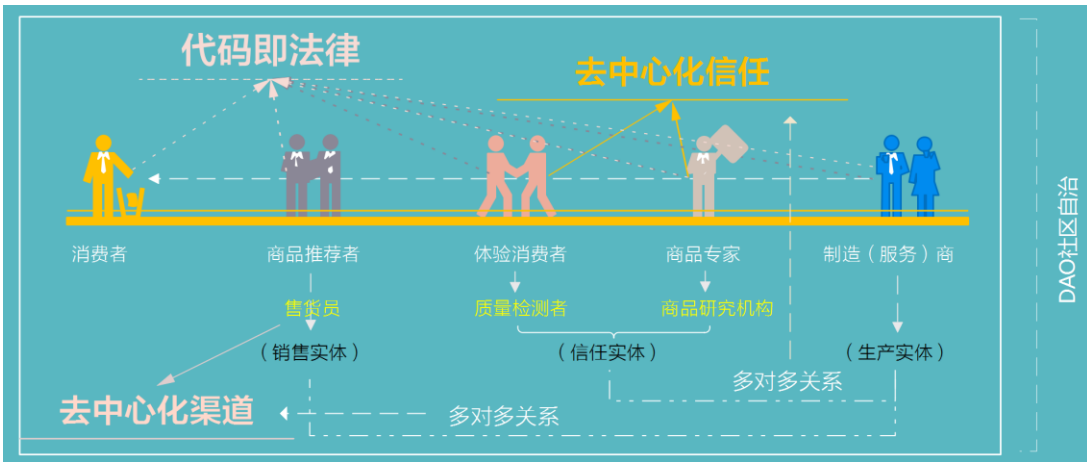 代码即法律
去中心化信任
消费者
商品推荐者
体验消费者
商品专家
制造（服务）商
售货员
质量检测者
商品研究机构
（销售实体）
（信任实体）
（生产实体）
多对多关系
去中心化渠道
多对多关系
DAO社区自治